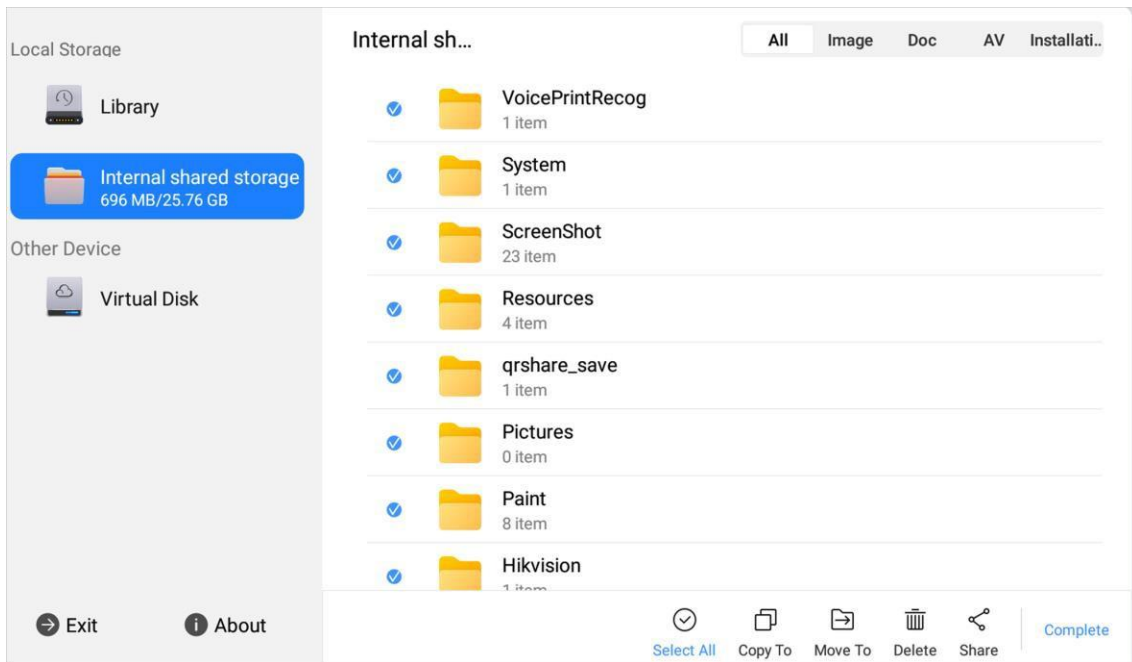 Local Storage
Library
Internal shared storage
696 MB/25.76 GB
Other Device
Virtual Disk
Exit
About
Internal sh...
All
Image
Doc
AV
Installati..
VoicePrintRecog
1 item
System
1 item
ScreenShot
23 item
Resources
4 item
qrshare_save
1 item
Pictures
0 item
Paint
8 item
Hikvision
1 item
Select All
Copy To
Move To
Delete
Share
Complete